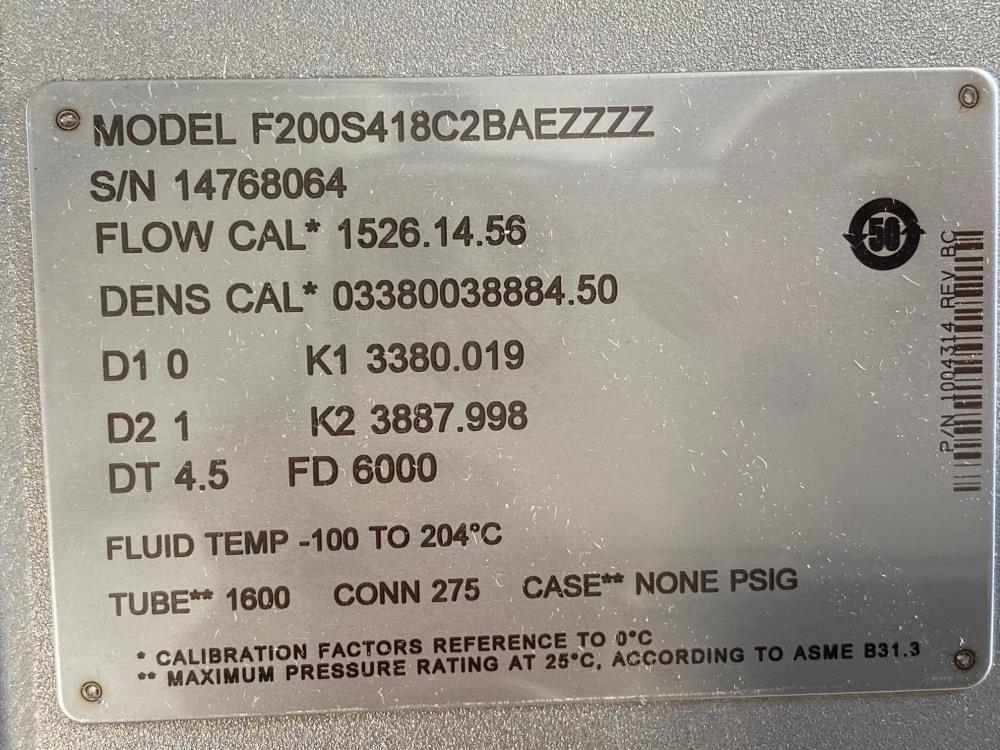 MODEL F200S418C2BAEZZZZ
S/N 14768064
FLOW CAL* 1526.14.56
DENS CAL* 03380038884.50
D1 0 K1 3380.019
D2 1 K2 3887.998
DT 4.5 FD 6000
FLUID TEMP -100 TO 204°C
TUBE** 1600 CONN 275 CASE** NONE PSIG
* CALIBRATION FACTORS REFERENCE TO 0°C
** MAXIMUM PRESSURE RATING AT 25°C, ACCORDING TO ASME B31.3
50
P/N 1004314 REV BC